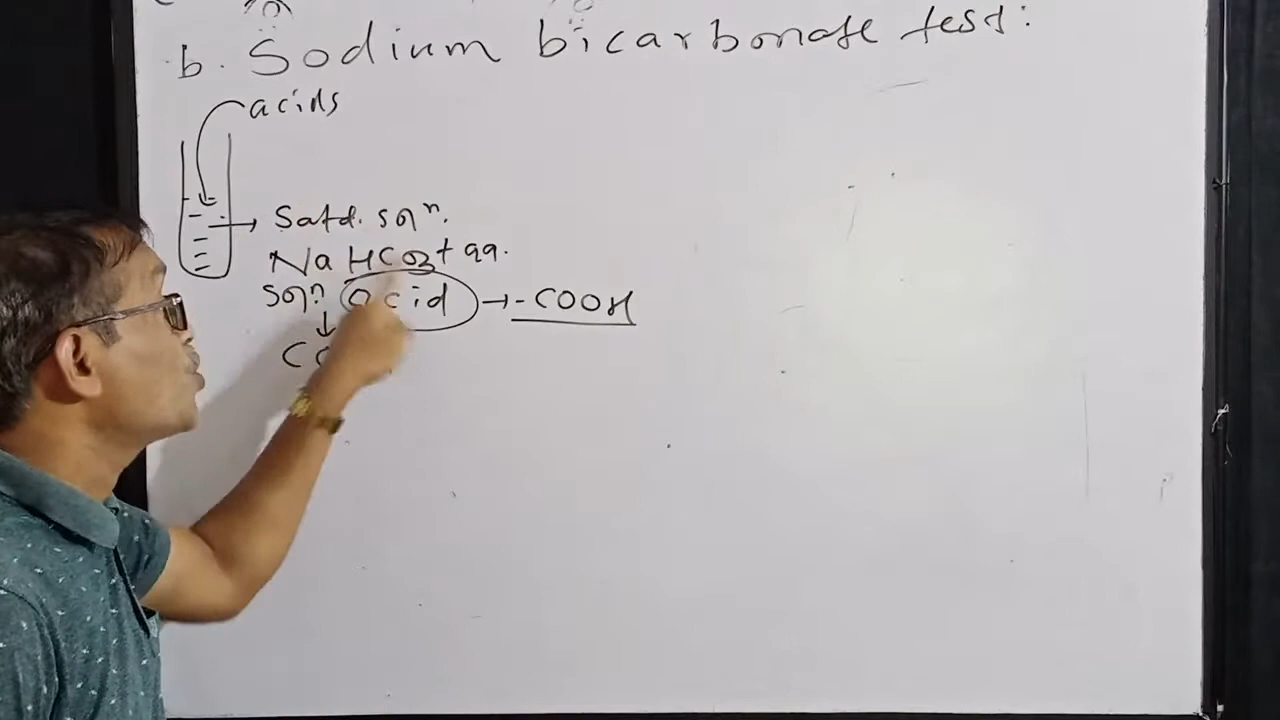 b. Sodium bicarbonate test:
acids
Satd. solⁿ.
NaHCO3 + aq.
solⁿ. acid → -COOH